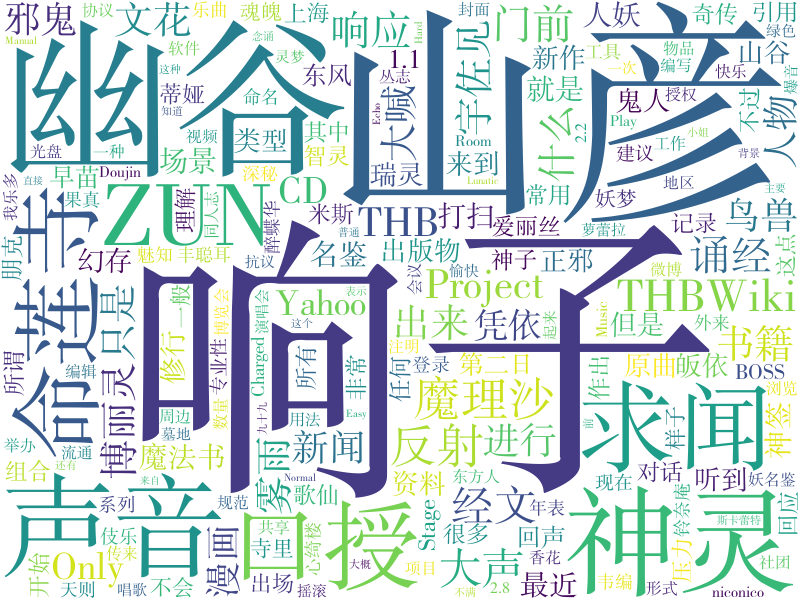 响子
幽谷
山彦
命莲寺
声音
口授
神灵
求闻
ZUN
THBWiki
Yahoo
Project
CD
THB
Only
魔理沙
反射
进行
书籍
诵经
鸟兽
人物
宇佐见
大喊
响应
门前
文花
邪鬼
上海
乐曲
协议
软件
魂魄
封面
丛志
人妖
奇传
引用
绿色
灵梦
念诵
东风
新作
就是
工具
编写
物品
山谷
快乐
爆音
蒂娅
命名
视频
类型
其中
智灵
瑞灵
Echo
Room
鬼人
授权
一次
Play
不过
光盘
一种
场景
深秘
来到
什么
2.2
1.1
建议
工作
小姐
背景
我乐多
直接
早苗
果真
Doujin
同人志
理解
米斯
打扫
常用
妖梦
地区
主要
Lunatic
Hard
Manual
知道
这种
朋克
幻存
魅知
丰聪耳
醉蝶华
名鉴
出版物
爱丽丝
萝蕾拉
记录
神子
正邪
这点
抗议
会议
愉快
表示
微博
只是
所谓
一般
修行
博丽灵
编辑
专业性
博览会
数量
Charged
演唱会
这个
所有
非常
任何
注明
登录
起来
出来
凭依
Music
第二日
但是
外来
原曲
皈依
作出
BOSS
神签
浏览
举办
流通
周边
墓地
九十九
用法
Easy
Normal
雾雨
新闻
歌仙
资料
组合
魔法书
来自
还有
前
样子
对话
听到
现在
系列
规范
漫画
伎乐
传来
共享
寺里
心绮楼
经文
年表
很多
Stage
回声
大声
东方人
铃奈庵
妖名鉴
回应
斯卡雷特
开始
天则
唱歌
不会
出场
摇滚
大概
项目
不满
2.8
最近
香花
压力
韦编
形式
社团
niconico
普通